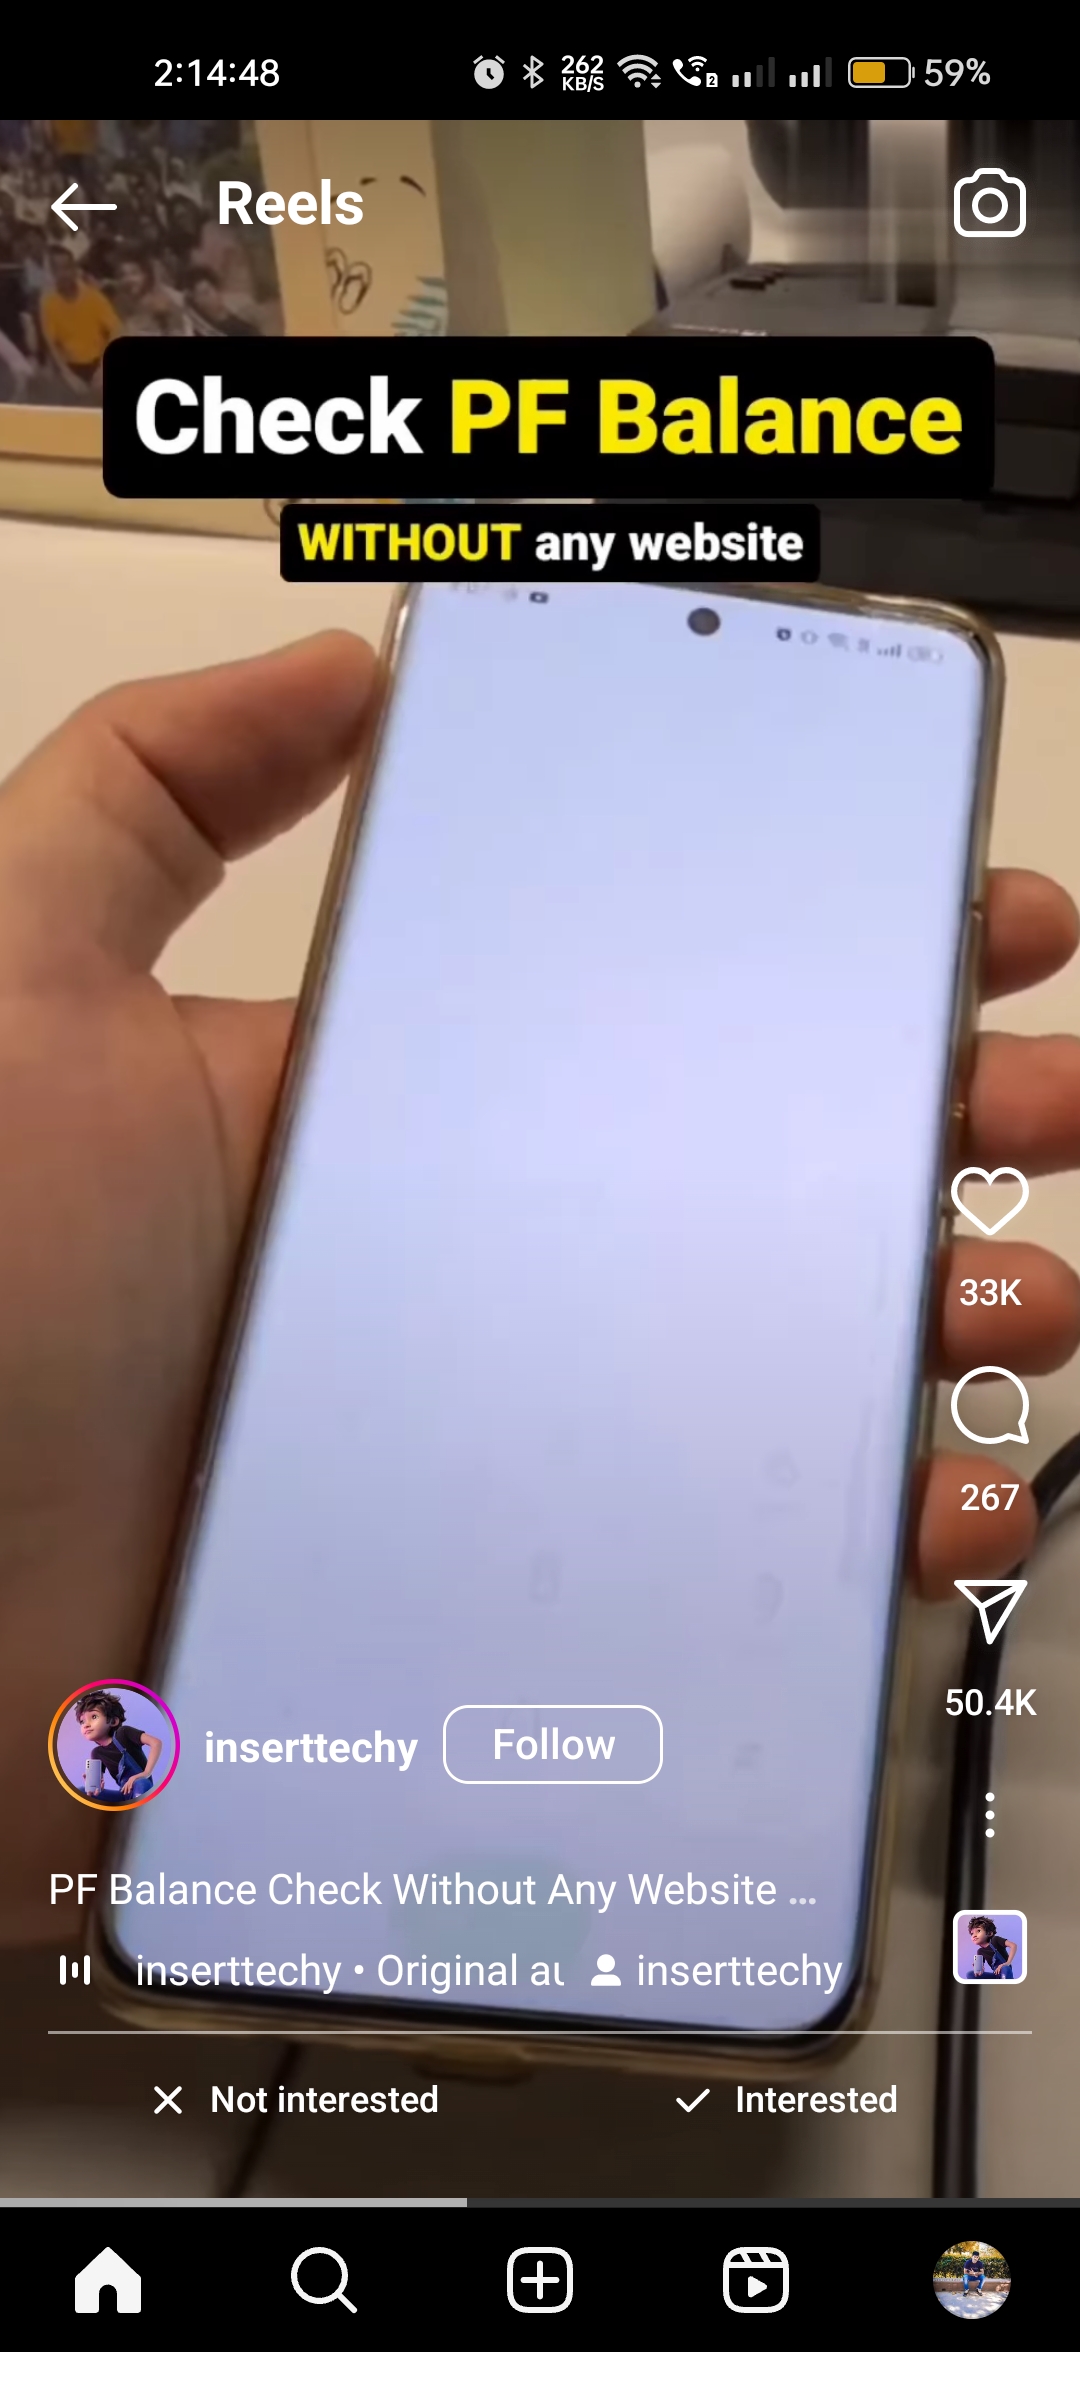 2:14:48
262
KB/S
2
59%
Reels
Check PF Balance
WITHOUT any website
33K
267
50.4K
inserttechy
Follow
PF Balance Check Without Any Website ...
inserttechy • Original au
inserttechy
Not interested
Interested